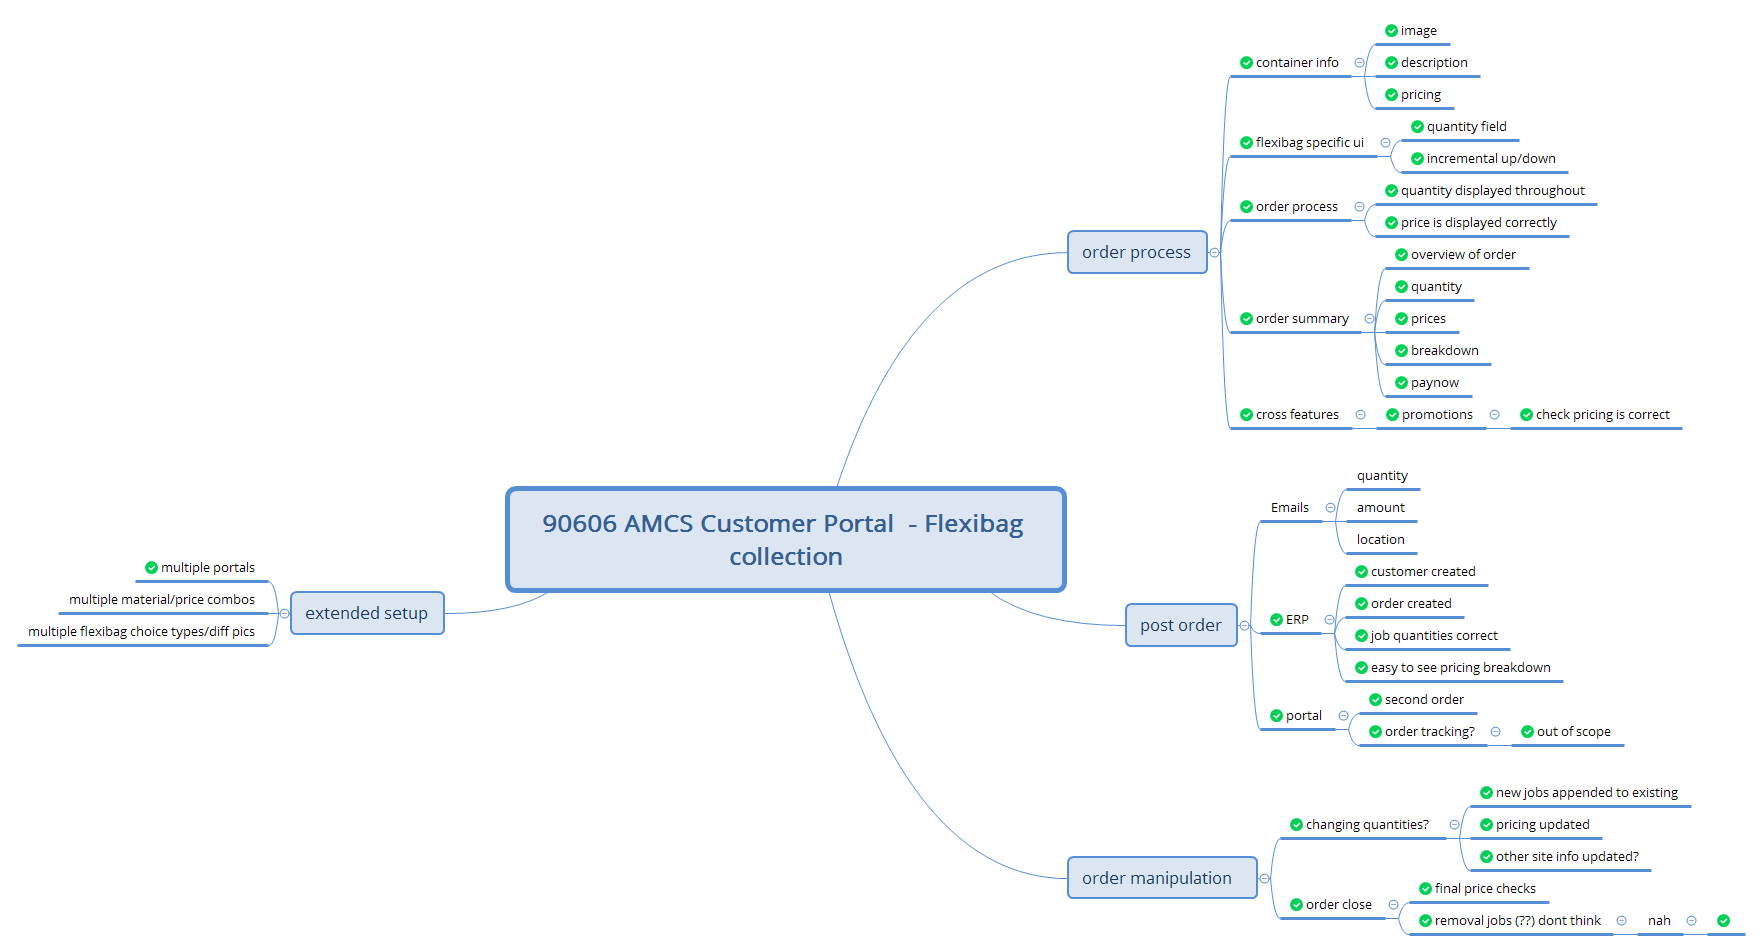 90606 AMCS Customer Portal  - Flexibag
collection
order process
container info
image
description
pricing
flexibag specific ui
quantity field
incremental up/down
order process
quantity displayed throughout
price is displayed correctly
order summary
overview of order
quantity
prices
breakdown
paynow
cross features
promotions
check pricing is correct
post order
Emails
quantity
amount
location
ERP
customer created
order created
job quantities correct
easy to see pricing breakdown
portal
second order
order tracking?
out of scope
order manipulation
changing quantities?
new jobs appended to existing
pricing updated
other site info updated?
order close
final price checks
removal jobs (??) dont think
nah
extended setup
multiple portals
multiple material/price combos
multiple flexibag choice types/diff pics